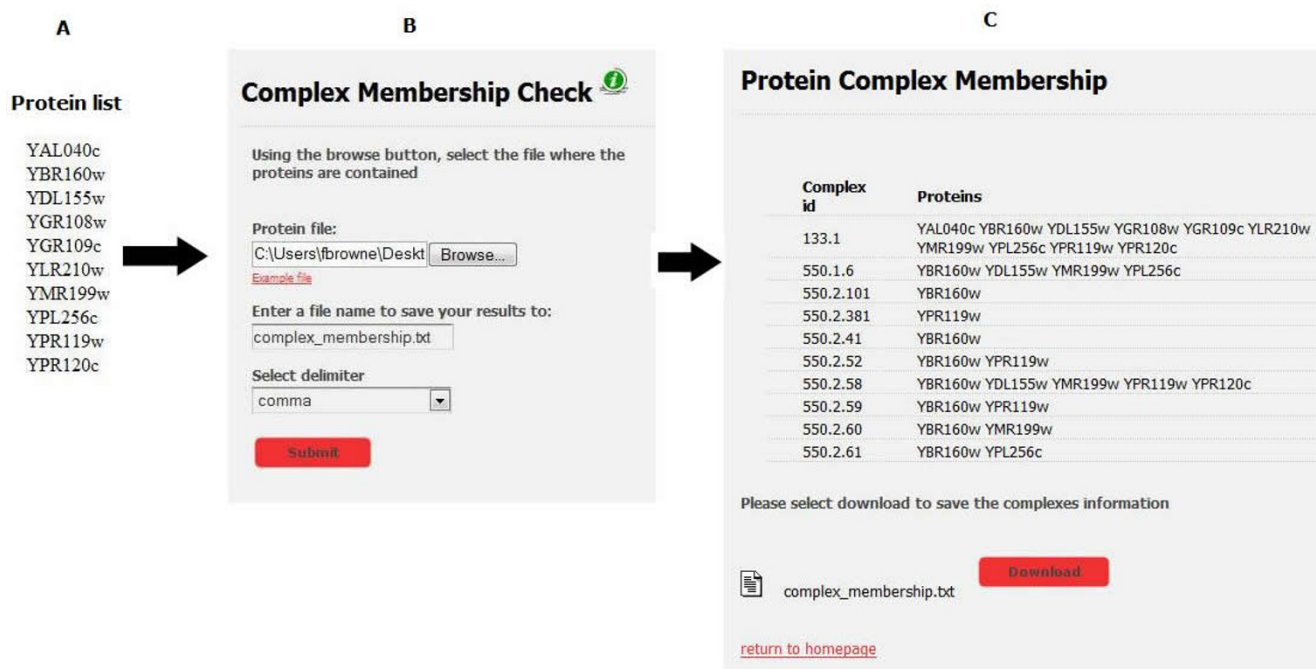 A
Protein list
YAL040c
YBR160w
YDL155w
YGR108w
YGR109c
YLR210w
YMR199w
YPL256c
YPR119w
YPR120c
B
Complex Membership Check
Using the browse button, select the file where the
proteins are contained
Protein file:
C:\Users\fbrowne\Deskt Browse...
Example file
Enter a file name to save your results to:
complex_membership.txt
Select delimiter
comma
Submit
C
Protein Complex Membership
Complex
id Proteins
133.1 YAL040c YBR160w YDL155w YGR108w YGR109c YLR210w
YMR199w YPL256c YPR119w YPR120c
550.1.6 YBR160w YDL155w YMR199w YPL256c
550.2.101 YBR160w
550.2.381 YPR119w
550.2.41 YBR160w
550.2.52 YBR160w YPR119w
550.2.58 YBR160w YDL155w YMR199w YPR119w YPR120c
550.2.59 YBR160w YPR119w
550.2.60 YBR160w YMR199w
550.2.61 YBR160w YPL256c
Please select download to save the complexes information
complex_membership.txt Download
return to homepage